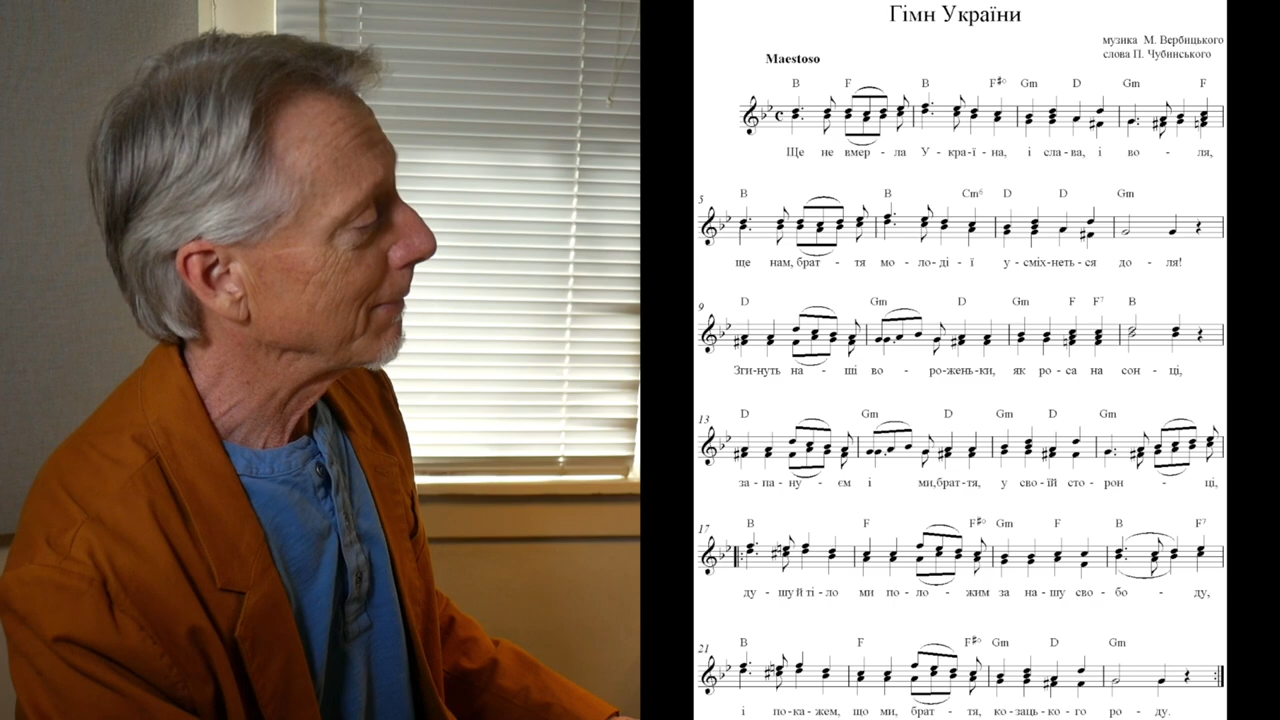 Гімн України
музика М. Вербицького
слова П. Чубинського
Maestoso
B F B F♯° Gm D Gm F
Ще не вмер - ла У - кра-ї - на, і сла - ва, і во - ля,
5
B B Cm⁶ D D Gm
ще нам, брат - тя мо - ло-ді - ї у - сміх-неть - ся до - ля!
9
D Gm D Gm F F⁷ B
Зги-нуть на - ші во - ро-жень-ки, як ро - са на сон - ці,
13
D Gm D Gm D Gm
за - па - ну - єм і ми,брат-тя, у сво - їй сто - рон - ці,
17
B F F♯° Gm F B F⁷
ду - шу й ті - ло ми по - ло - жим за на - шу сво - бо - ду,
21
B F F♯° Gm D Gm
і по-ка-жем, що ми, брат - тя, ко-заць-ко-го ро - ду.